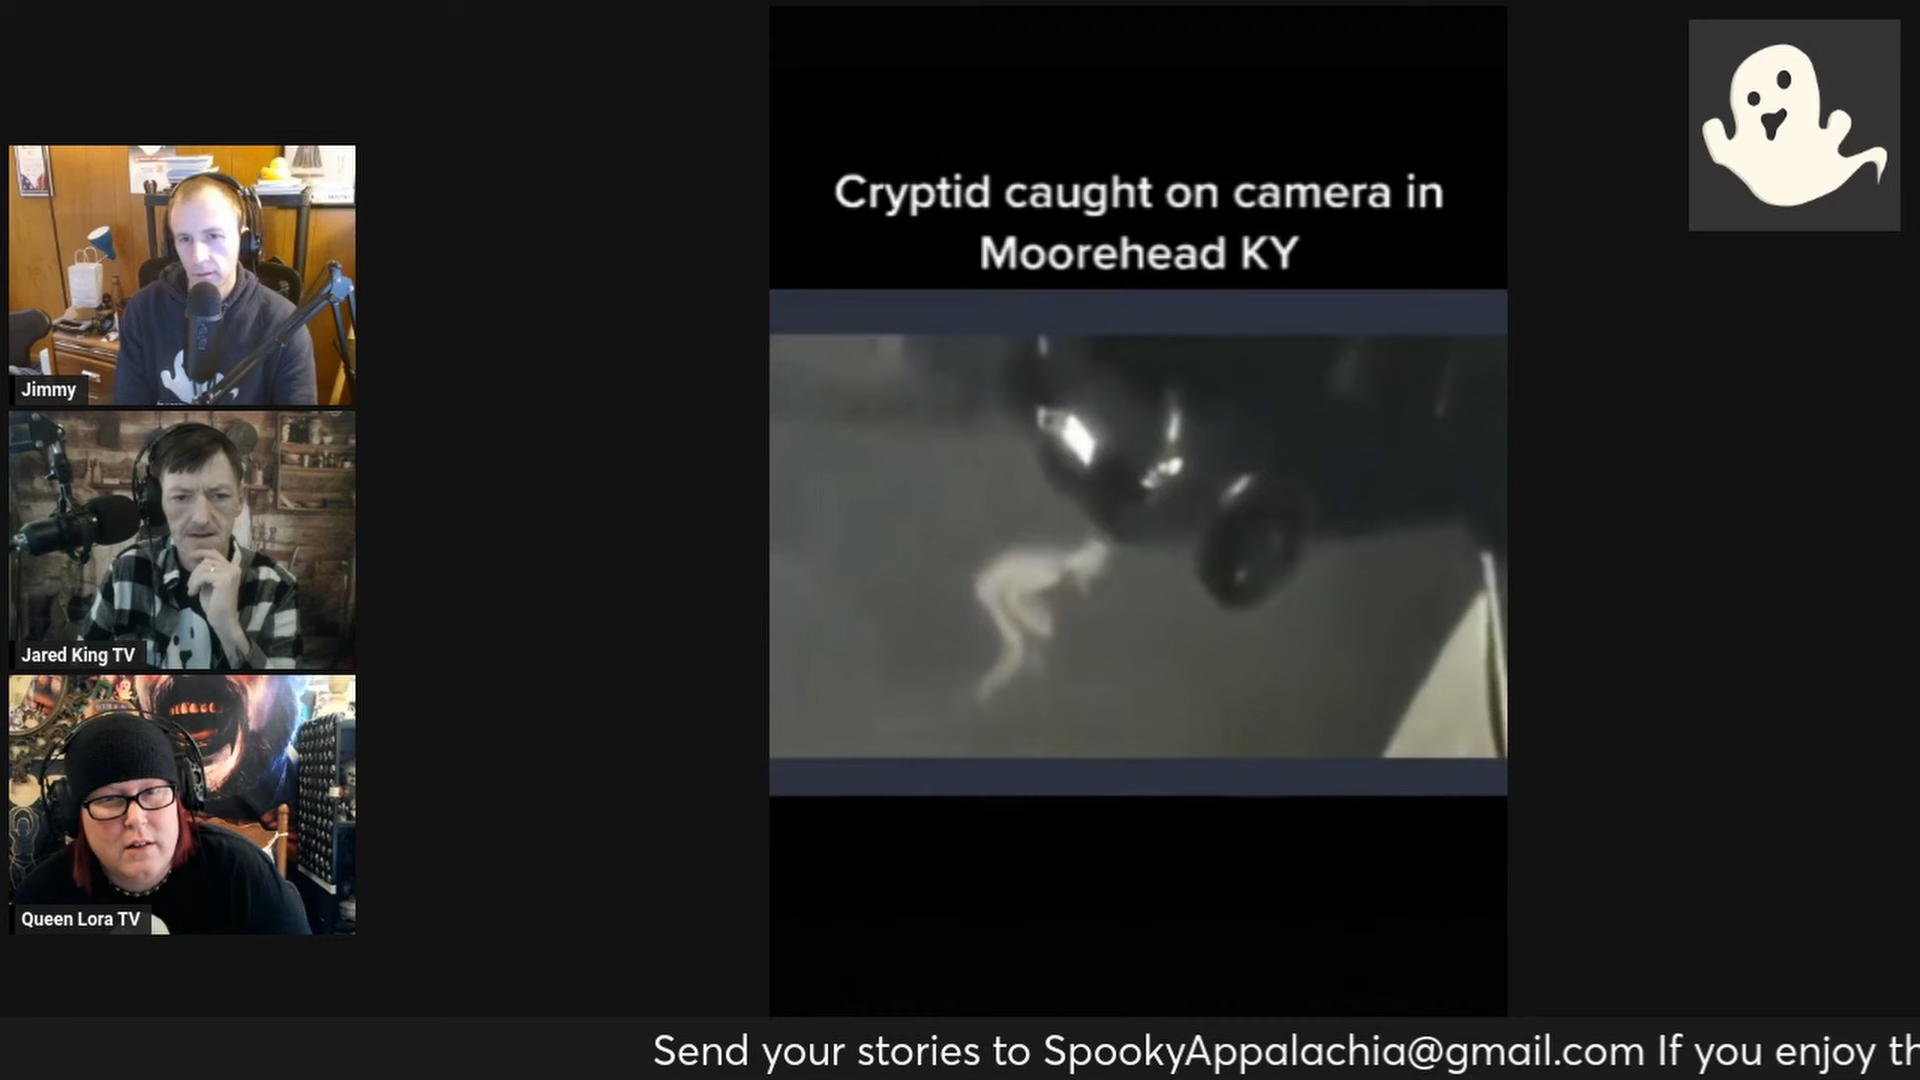 Cryptid caught on camera in
Moorehead KY
Jimmy
Jared King TV
Queen Lora TV
Send your stories to SpookyAppalachia@gmail.com If you enjoy th